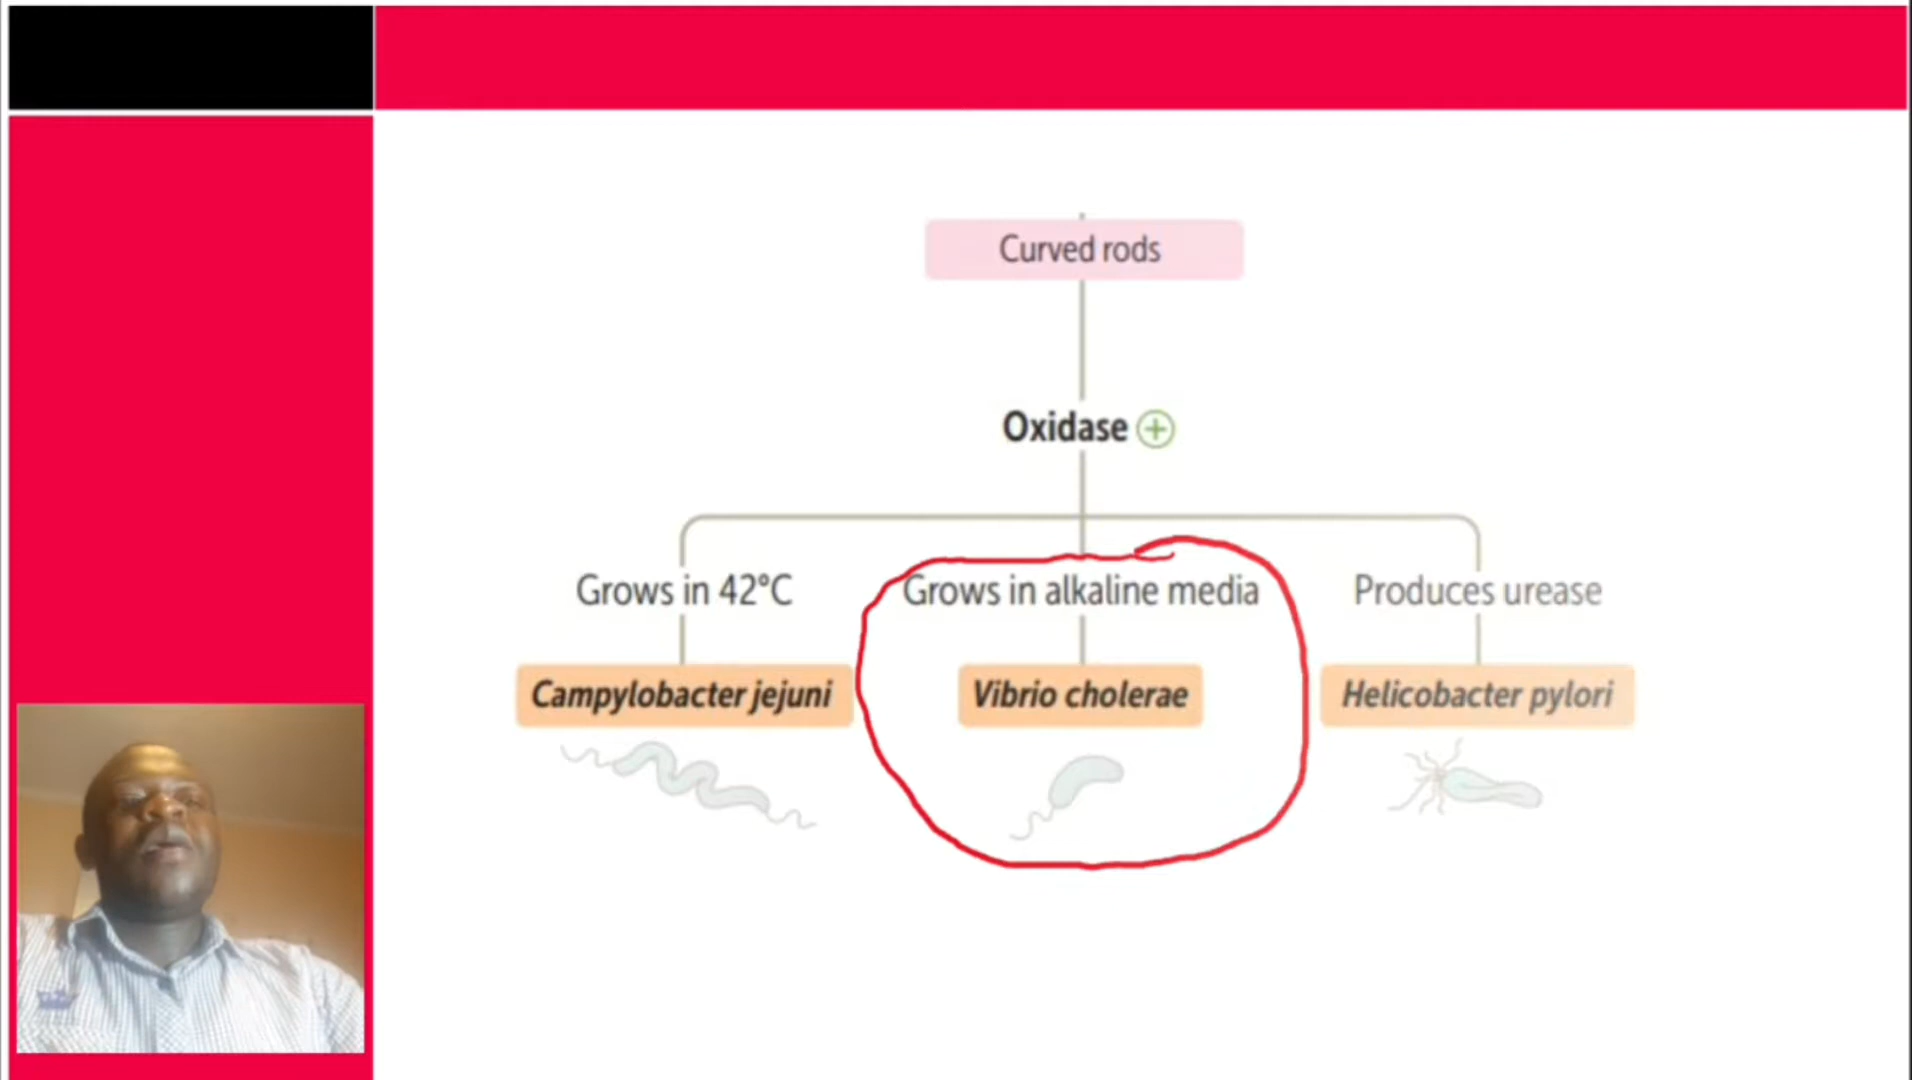 Curved rods
Oxidase ⊕
Grows in 42°C
Grows in alkaline media
Produces urease
Campylobacter jejuni
Vibrio cholerae
Helicobacter pylori